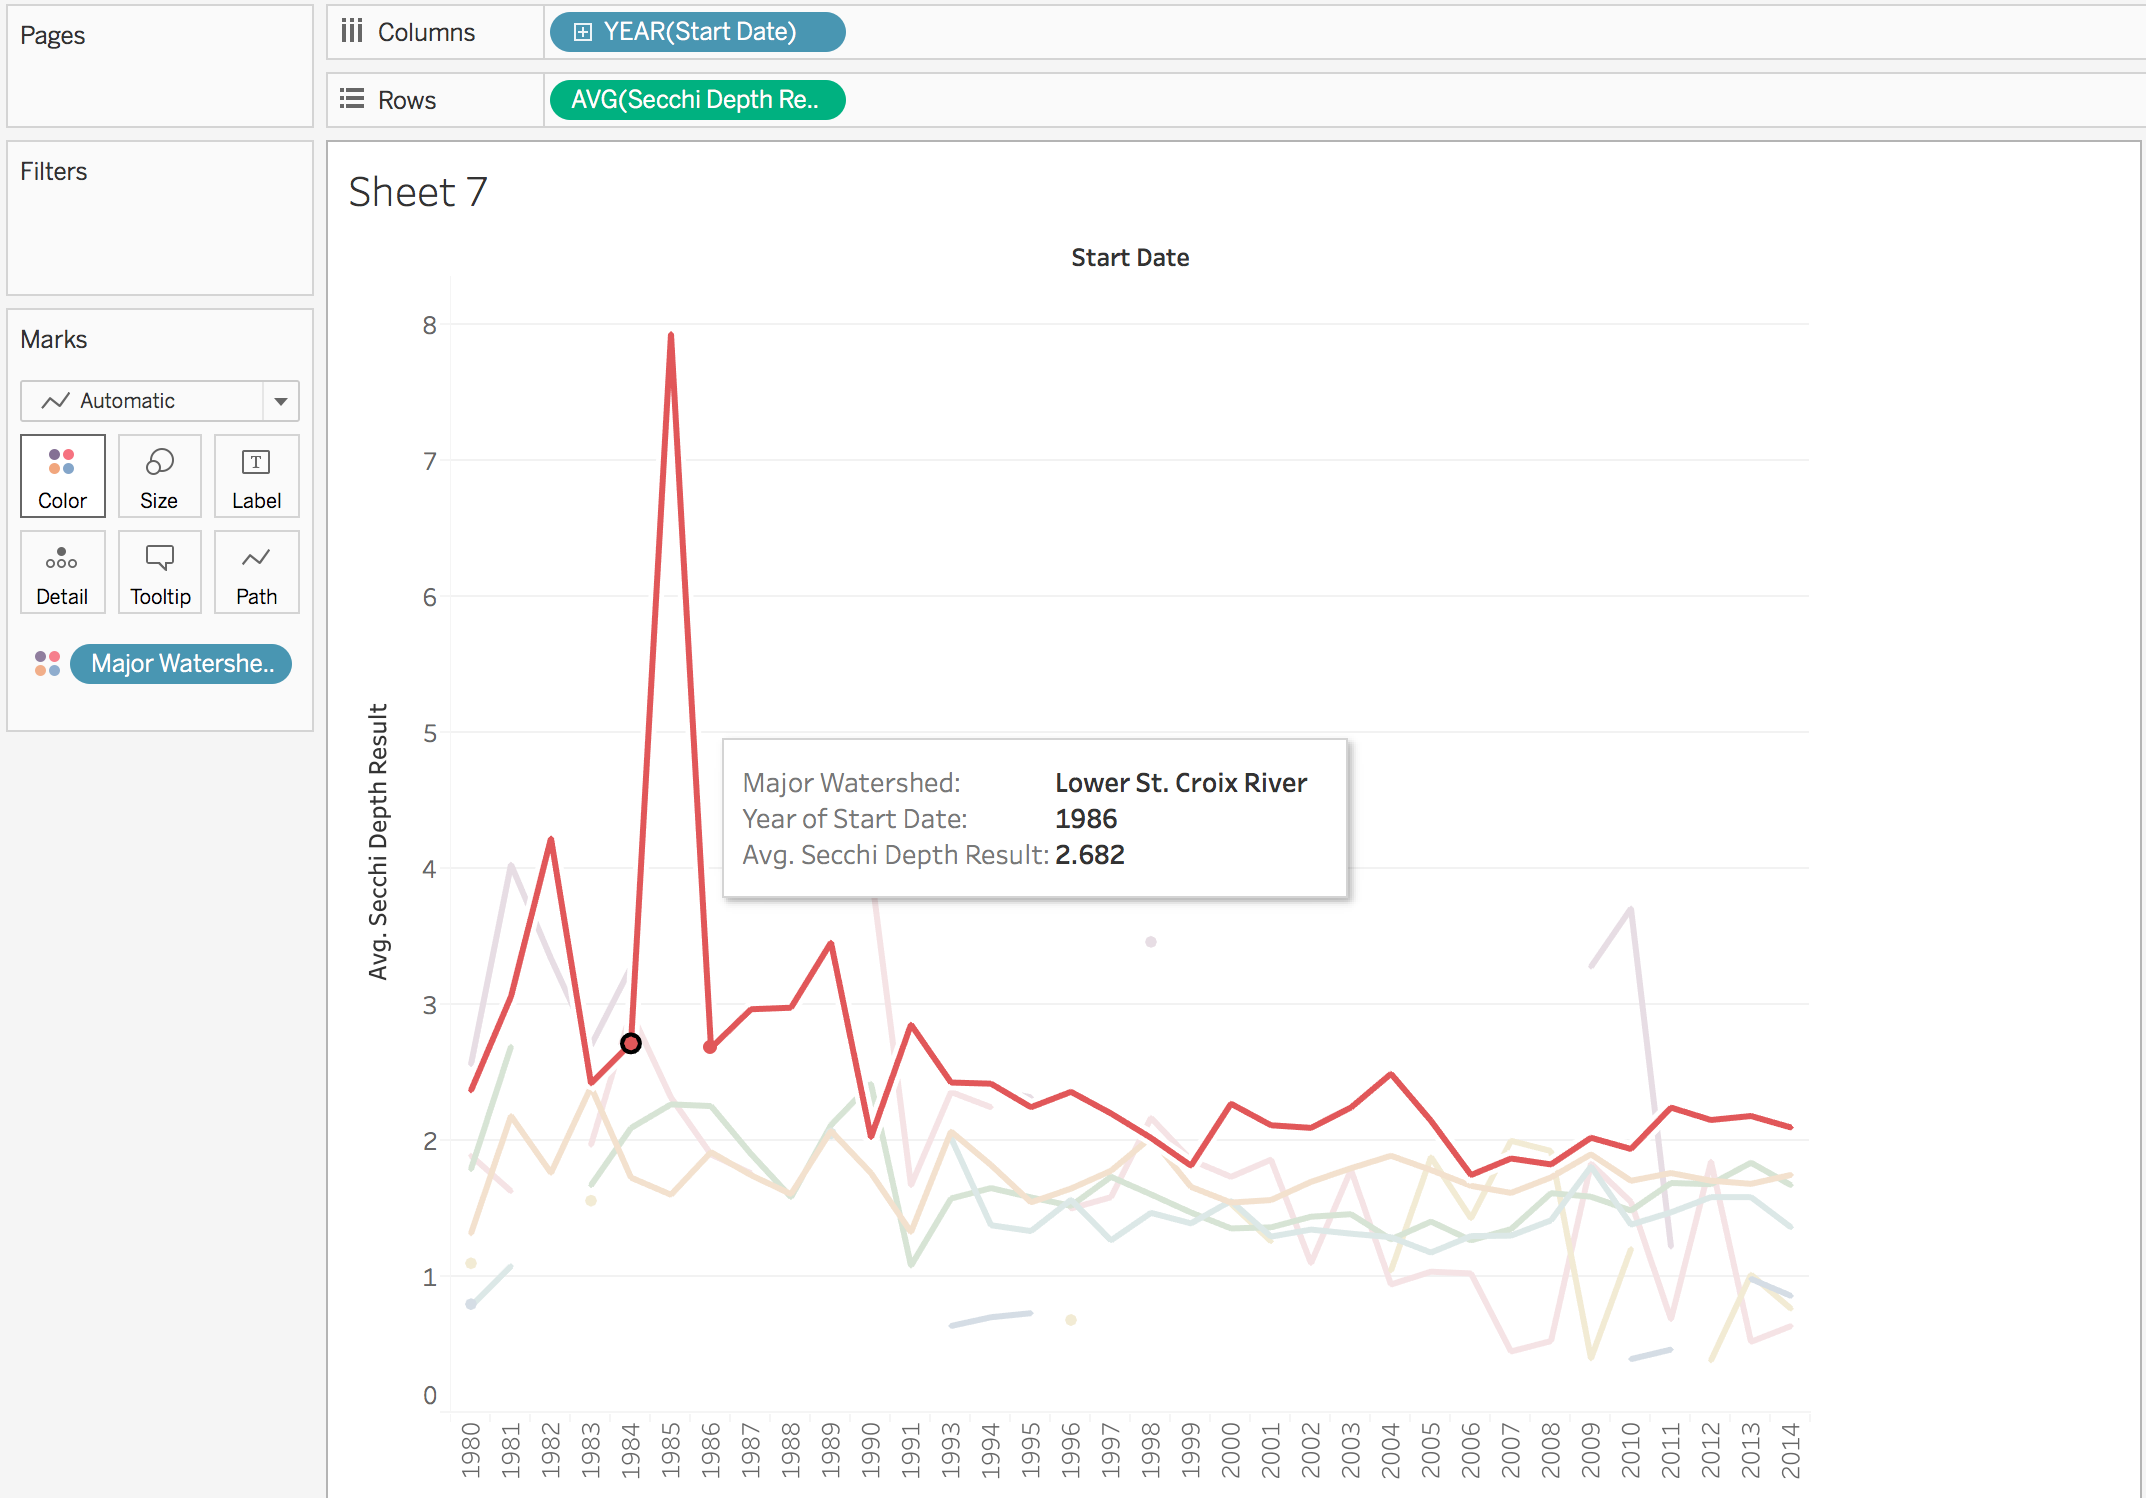 Pages
Columns
YEAR(Start Date)
Rows
AVG(Secchi Depth Re..
Filters
Marks
Automatic
Color
Size
Label
Detail
Tooltip
Path
Major Watershe..
Sheet 7
Start Date
8
7
6
5
4
3
2
1
0
Avg. Secchi Depth Result
Major Watershed: Lower St. Croix River
Year of Start Date: 1986
Avg. Secchi Depth Result: 2.682
1980 1981 1982 1983 1984 1985 1986 1987 1988 1989 1990 1991 1993 1994 1995 1996 1997 1998 1999 2000 2001 2002 2003 2004 2005 2006 2007 2008 2009 2010 2011 2012 2013 2014